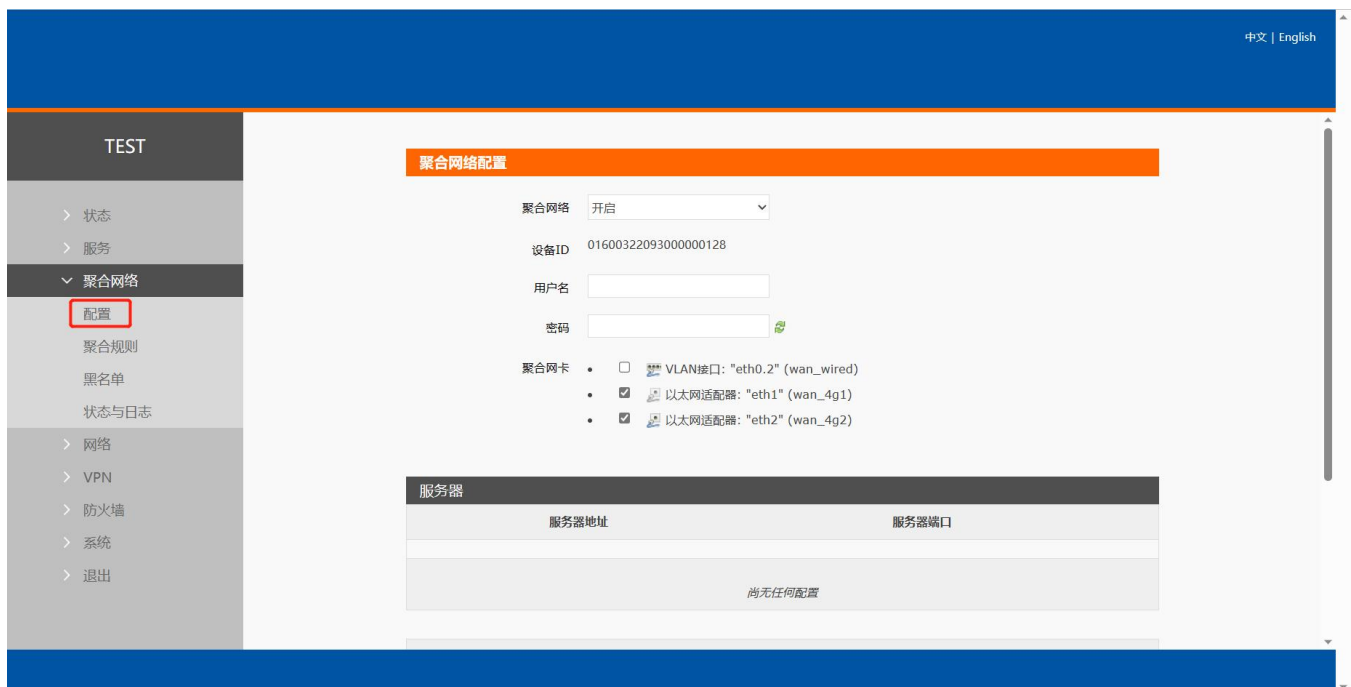 中文 | English
TEST
状态
服务
聚合网络
配置
聚合规则
黑名单
状态与日志
网络
VPN
防火墙
系统
退出
聚合网络配置
聚合网络 开启
设备ID 01600322093000000128
用户名
密码
聚合网卡 • VLAN接口: "eth0.2" (wan_wired)
• 以太网适配器: "eth1" (wan_4g1)
• 以太网适配器: "eth2" (wan_4g2)
服务器
服务器地址 服务器端口
尚无任何配置